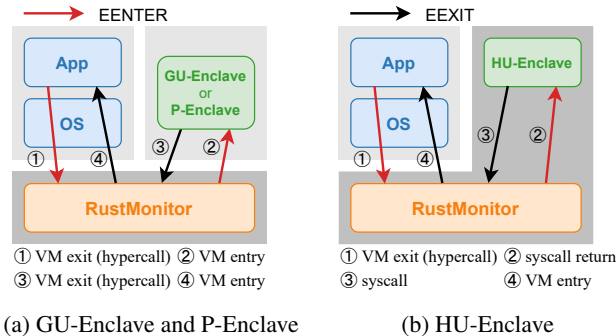 EENTER
EEXIT
App
OS
GU-Enclave
or
P-Enclave
① ④ ③ ②
RustMonitor
① VM exit (hypercall) ② VM entry
③ VM exit (hypercall) ④ VM entry
(a) GU-Enclave and P-Enclave
App
OS
HU-Enclave
① ④ ③ ②
RustMonitor
① VM exit (hypercall) ② syscall return
③ syscall ④ VM entry
(b) HU-Enclave